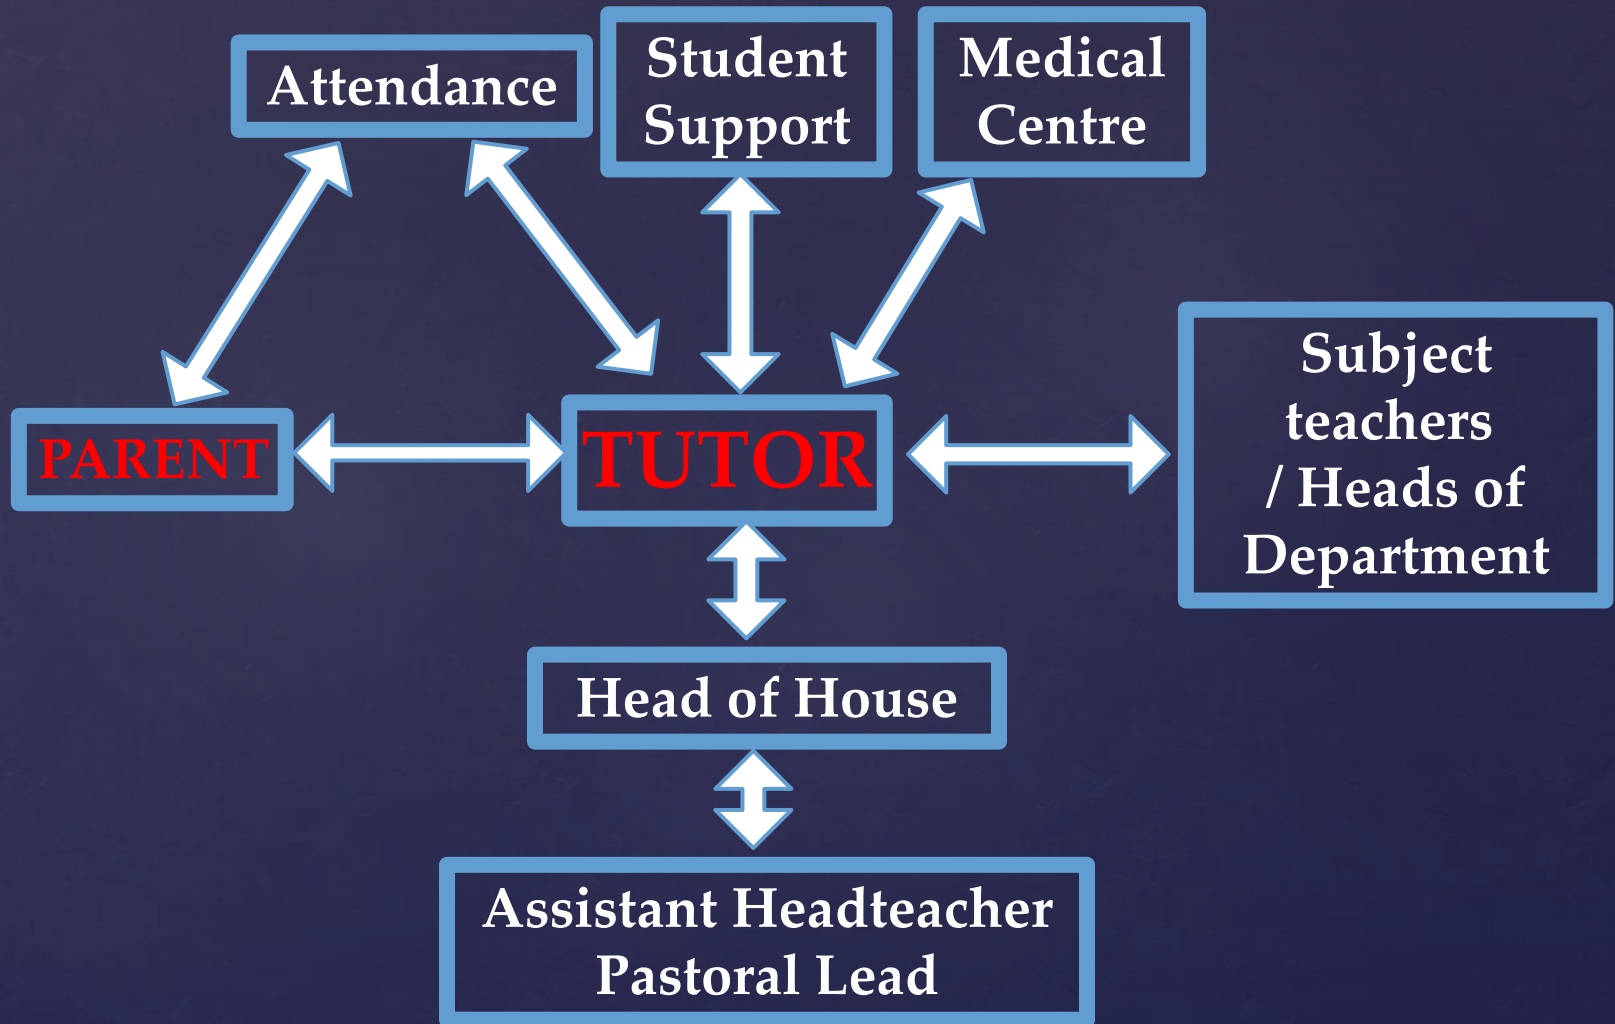 Attendance
Student
Support
Medical
Centre
PARENT
TUTOR
Subject
teachers
/ Heads of
Department
Head of House
Assistant Headteacher
Pastoral Lead